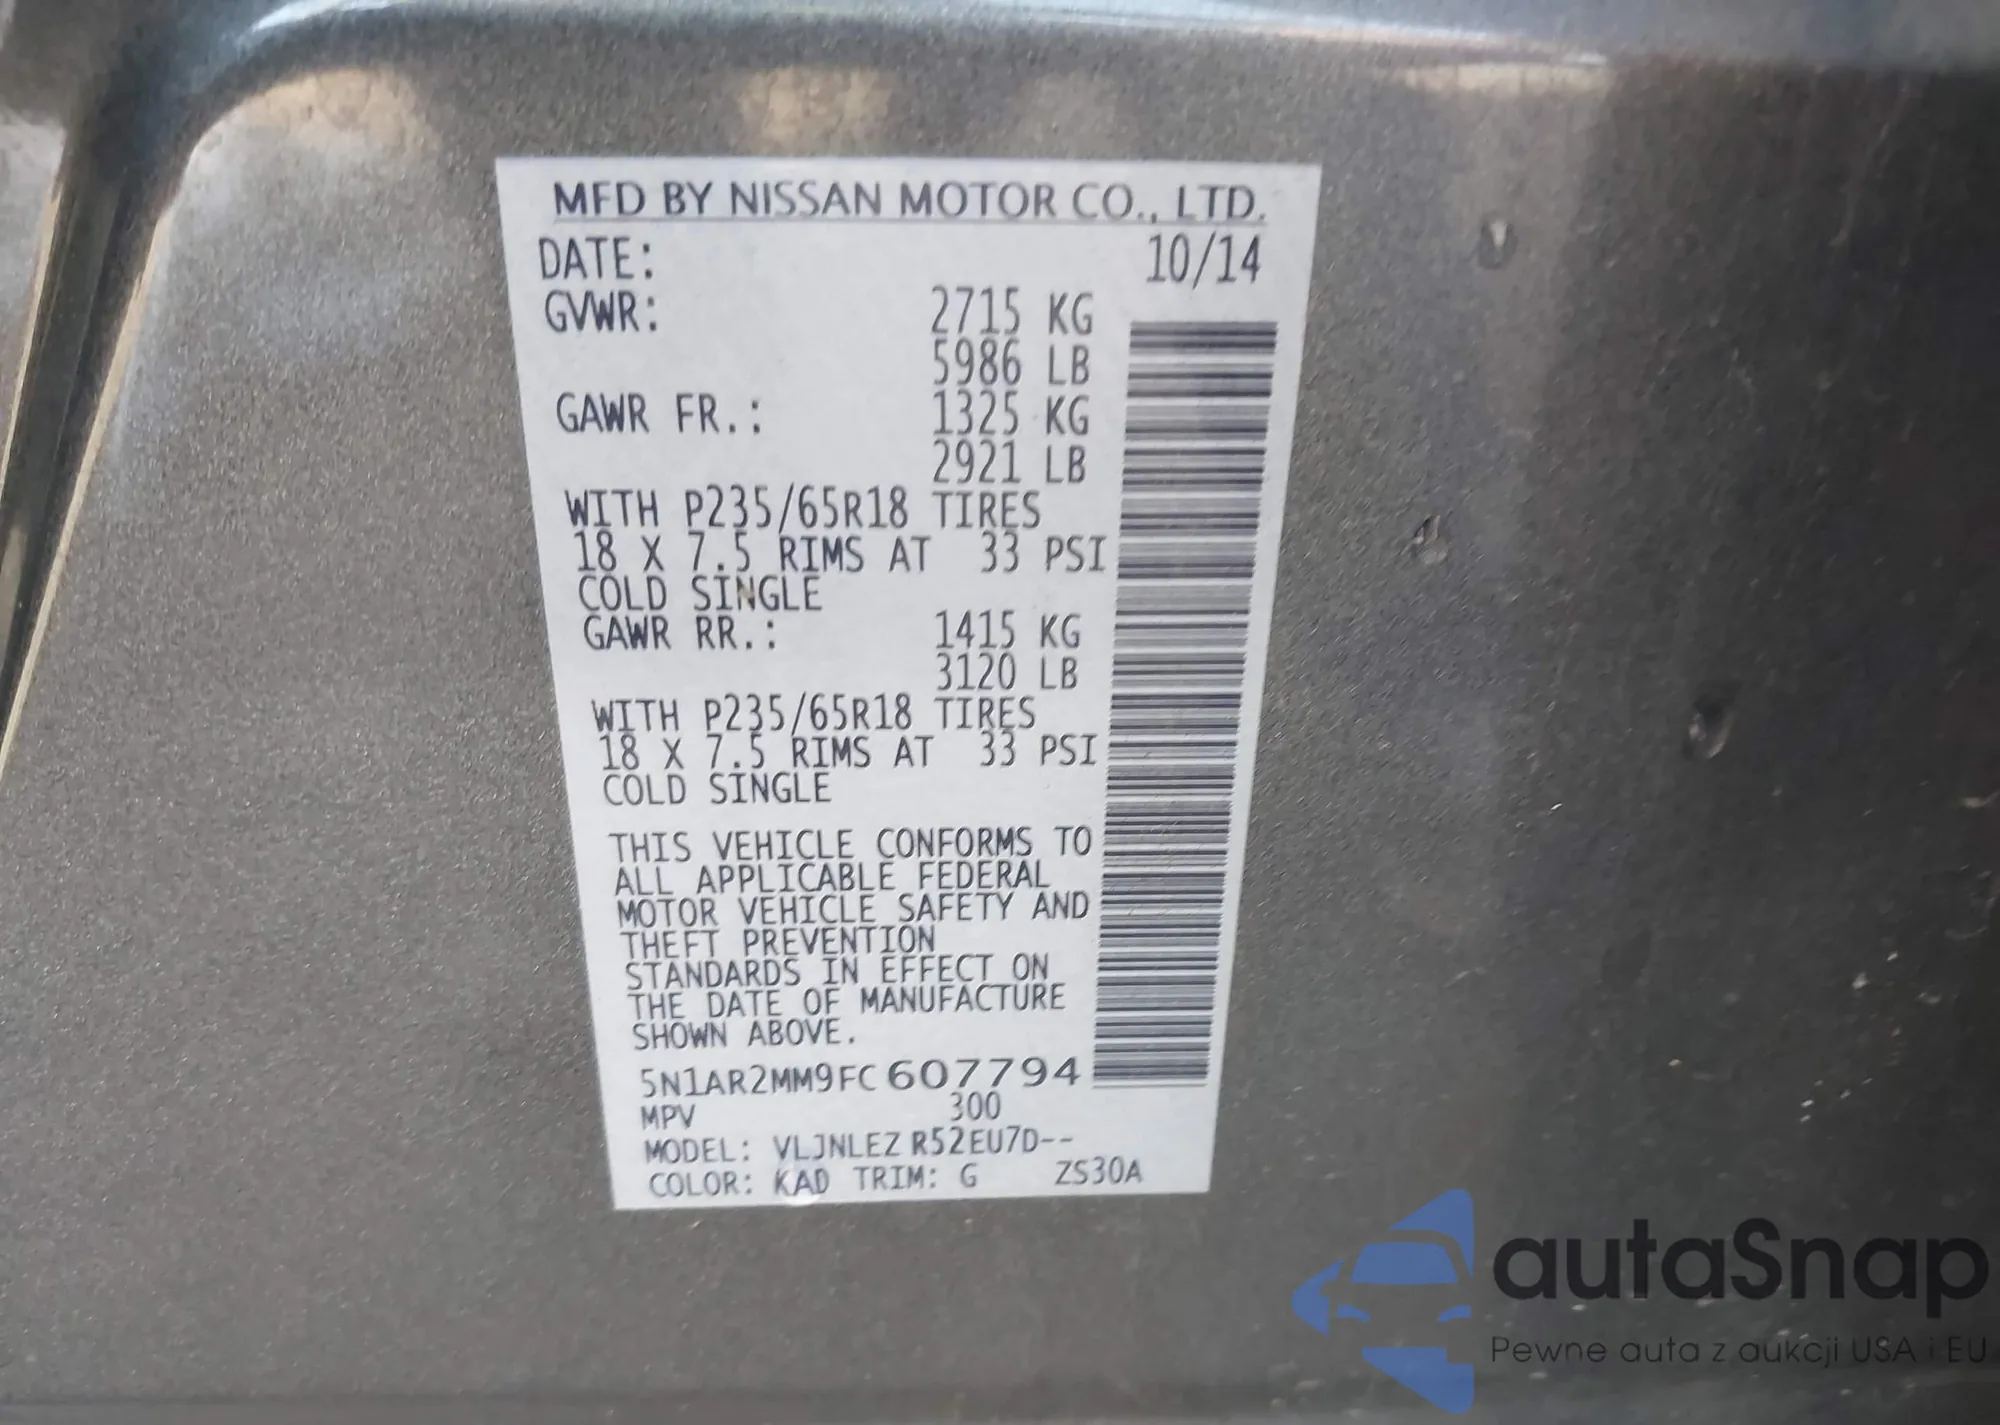 MFD BY NISSAN MOTOR CO., LTD.
DATE: 10/14
GVWR: 2715 KG
5986 LB
GAWR FR.: 1325 KG
2921 LB
WITH P235/65R18 TIRES
18 X 7.5 RIMS AT 33 PSI
COLD SINGLE
GAWR RR.: 1415 KG
3120 LB
WITH P235/65R18 TIRES
18 X 7.5 RIMS AT 33 PSI
COLD SINGLE
THIS VEHICLE CONFORMS TO
ALL APPLICABLE FEDERAL
MOTOR VEHICLE SAFETY AND
THEFT PREVENTION
STANDARDS IN EFFECT ON
THE DATE OF MANUFACTURE
SHOWN ABOVE.
5N1AR2MM9FC607794
MPV 300
MODEL: VLJNLEZ R52EU7D--
COLOR: KAD TRIM: G ZS30A
autaSnap
Pewne auta z aukcji USA i EU